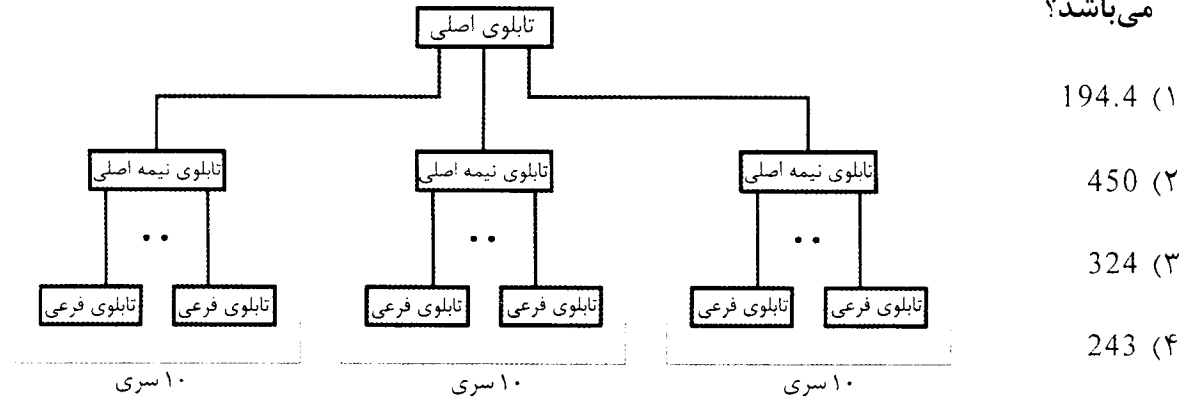 می‌باشد؟
۱) 194.4
۲) 450
۳) 324
۴) 243
تابلوی اصلی
تابلوی نیمه اصلی تابلوی نیمه اصلی تابلوی نیمه اصلی
تابلوی فرعی تابلوی فرعی تابلوی فرعی تابلوی فرعی تابلوی فرعی تابلوی فرعی
۱۰ سری ۱۰ سری ۱۰ سری